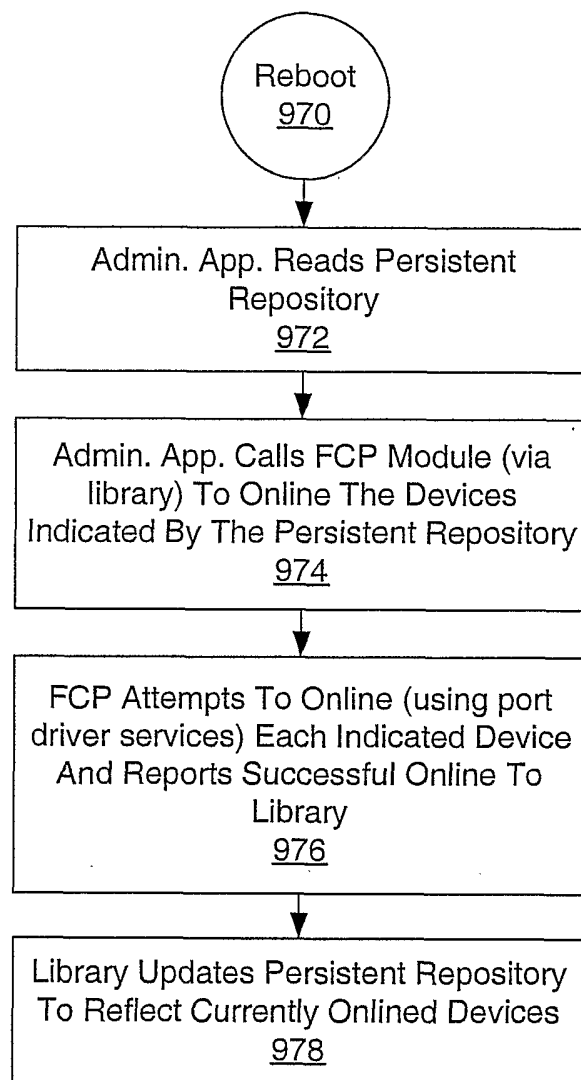 Reboot
970
Admin. App. Reads Persistent
Repository
972
Admin. App. Calls FCP Module (via
library) To Online The Devices
Indicated By The Persistent Repository
974
FCP Attempts To Online (using port
driver services) Each Indicated Device
And Reports Successful Online To
Library
976
Library Updates Persistent Repository
To Reflect Currently Onlined Devices
978